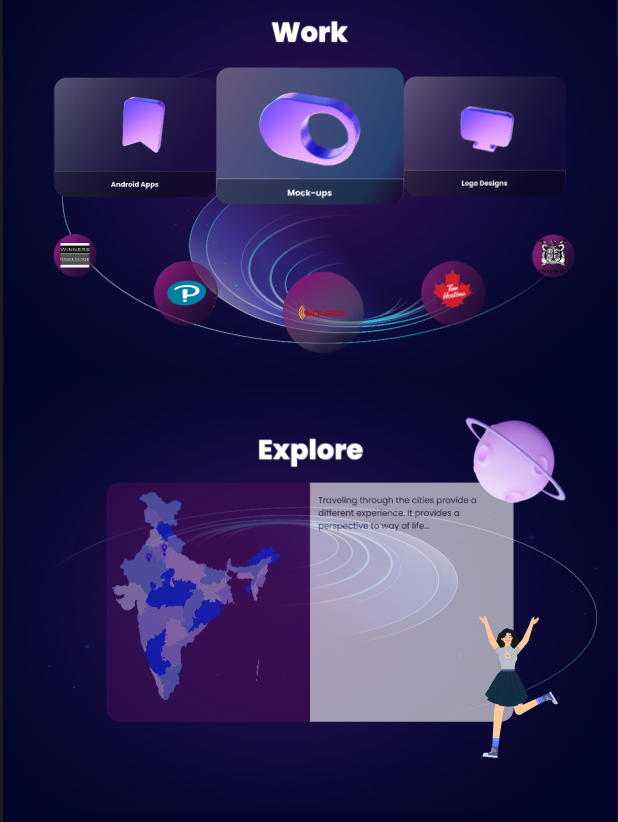 Work
Android Apps
Mock-ups
Logo Designs
WINNERS
Tim
Hortons
Explore
Traveling through the cities provide a
different experience. It provides a
perspective to way of life...